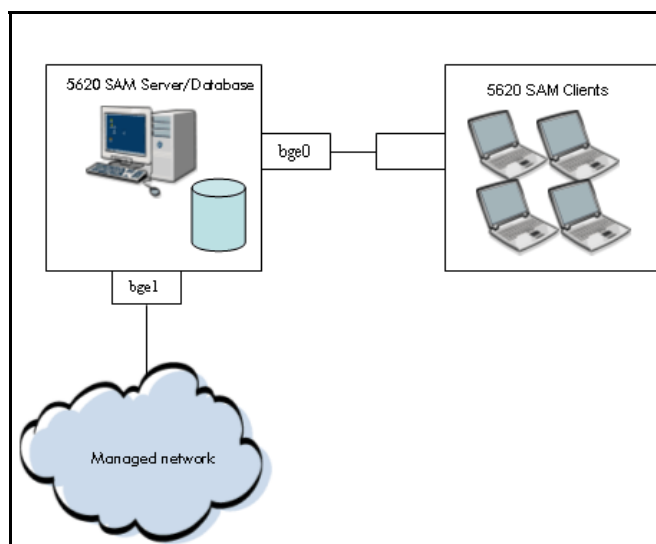 5620 SAM Server/Database
5620 SAM Clients
bge0
bge1
Managed network